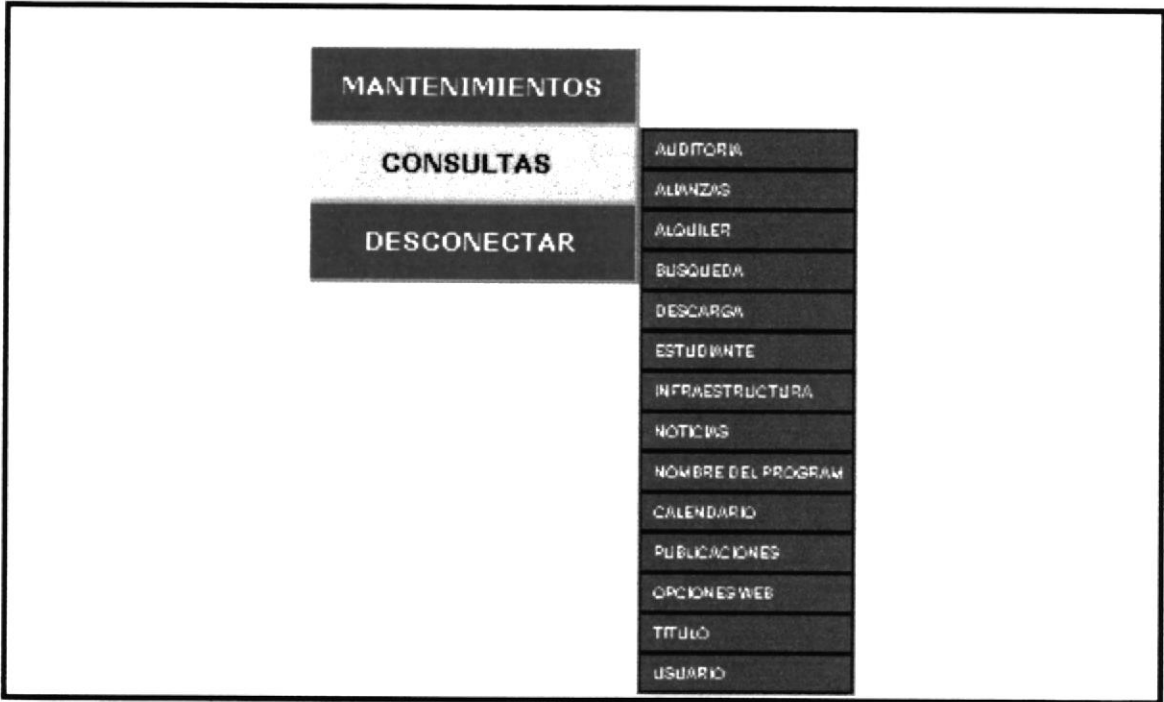 MANTENIMIENTOS
CONSULTAS
DESCONECTAR
AUDITORIA
ALIANZAS
ALQUILER
BUSQUEDA
DESCARGA
ESTUDIANTE
INFRAESTRUCTURA
NOTICIAS
NOMBRE DEL PROGRAM
CALENDARIO
PUBLICACIONES
OPCIONES WEB
TITULO
USUARIO